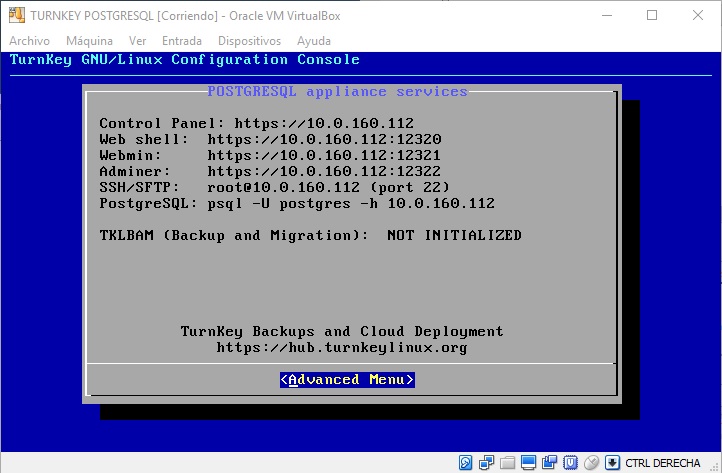 TURNKEY POSTGRESQL [Corriendo] - Oracle VM VirtualBox
Archivo Máquina Ver Entrada Dispositivos Ayuda
TurnKey GNU/Linux Configuration Console
POSTGRESQL appliance services
Control Panel: https://10.0.160.112
Web shell: https://10.0.160.112:12320
Webmin: https://10.0.160.112:12321
Adminer: https://10.0.160.112:12322
SSH/SFTP: root@10.0.160.112 (port 22)
PostgreSQL: psql -U postgres -h 10.0.160.112
TKLBAM (Backup and Migration): NOT INITIALIZED
TurnKey Backups and Cloud Deployment
https://hub.turnkeylinux.org
<Advanced Menu>
CTRL DERECHA